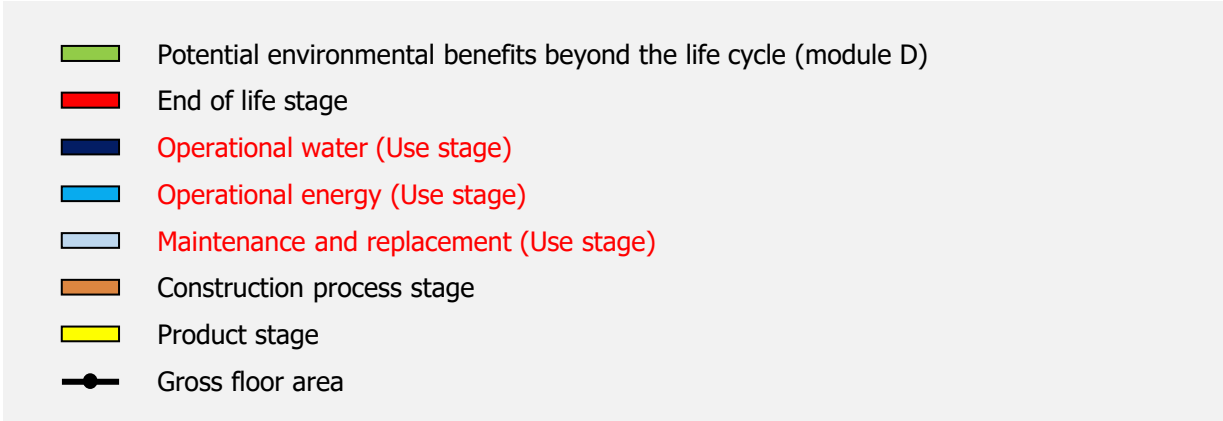 Potential environmental benefits beyond the life cycle (module D)
End of life stage
Operational water (Use stage)
Operational energy (Use stage)
Maintenance and replacement (Use stage)
Construction process stage
Product stage
Gross floor area